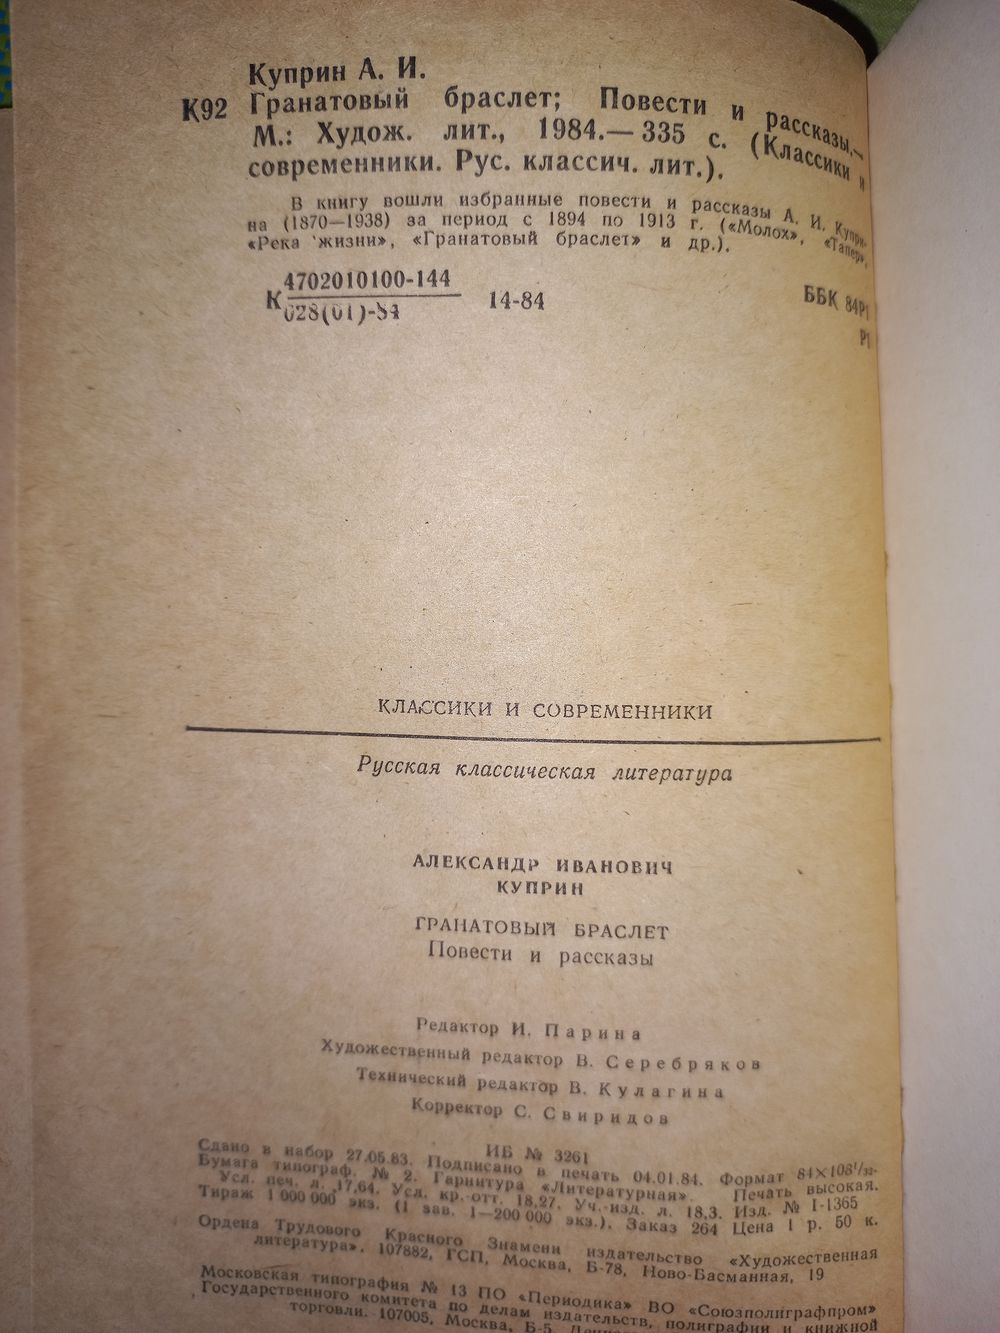 Куприн А. И.
К92 Гранатовый браслет; Повести и рассказы.—
М.: Худож. лит., 1984.— 335 с. (Классики и
современники. Рус. классич. лит.).
В книгу вошли избранные повести и рассказы А. И. Купри-
на (1870—1938) за период с 1894 по 1913 г. («Молох», «Тапер»,
«Река жизни», «Гранатовый браслет» и др.).
К 4702010100-144 14-84 ББК 84Р1
028(01)-84 Р1
КЛАССИКИ И СОВРЕМЕННИКИ
Русская классическая литература
АЛЕКСАНДР ИВАНОВИЧ
КУПРИН
ГРАНАТОВЫЙ БРАСЛЕТ
Повести и рассказы
Редактор И. Парина
Художественный редактор В. Серебряков
Технический редактор В. Кулагина
Корректор С. Свиридов
ИБ № 3261
Сдано в набор 27.05.83. Подписано в печать 04.01.84. Формат 84×108¹/₃₂.
Бумага типограф. № 2. Гарнитура «Литературная». Печать высокая.
Усл. печ. л. 17,64. Усл. кр.-отт. 18,27. Уч.-изд. л. 18,3. Изд. № I-1365
Тираж 1 000 000 экз. (1 зав. 1—200 000 экз.). Заказ 264 Цена 1 р. 50 к.
Ордена Трудового Красного Знамени издательство «Художественная
литература». 107882, ГСП, Москва, Б-78, Ново-Басманная, 19
Московская типография № 13 ПО «Периодика» ВО «Союзполиграфпром»
Государственного комитета по делам издательств, полиграфии и книжной
торговли. 107005, Москва, Б-5,